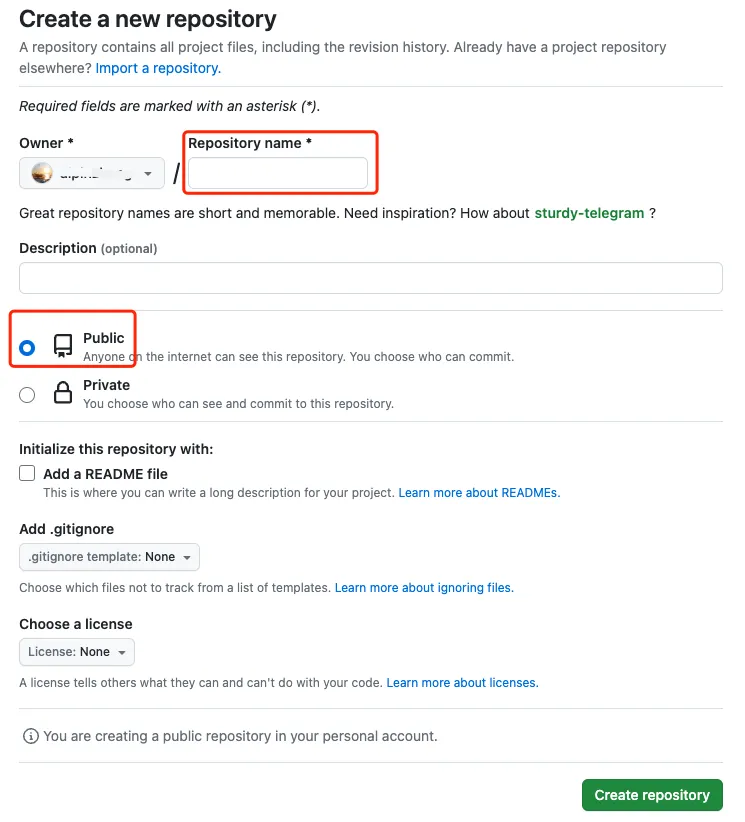 Create a new repository
A repository contains all project files, including the revision history. Already have a project repository
elsewhere? Import a repository.
Required fields are marked with an asterisk (*).
Owner *
Repository name *
/
Great repository names are short and memorable. Need inspiration? How about sturdy-telegram ?
Description (optional)
Public
Anyone on the internet can see this repository. You choose who can commit.
Private
You choose who can see and commit to this repository.
Initialize this repository with:
Add a README file
This is where you can write a long description for your project. Learn more about READMEs.
Add .gitignore
.gitignore template: None
Choose which files not to track from a list of templates. Learn more about ignoring files.
Choose a license
License: None
A license tells others what they can and can't do with your code. Learn more about licenses.
You are creating a public repository in your personal account.
Create repository